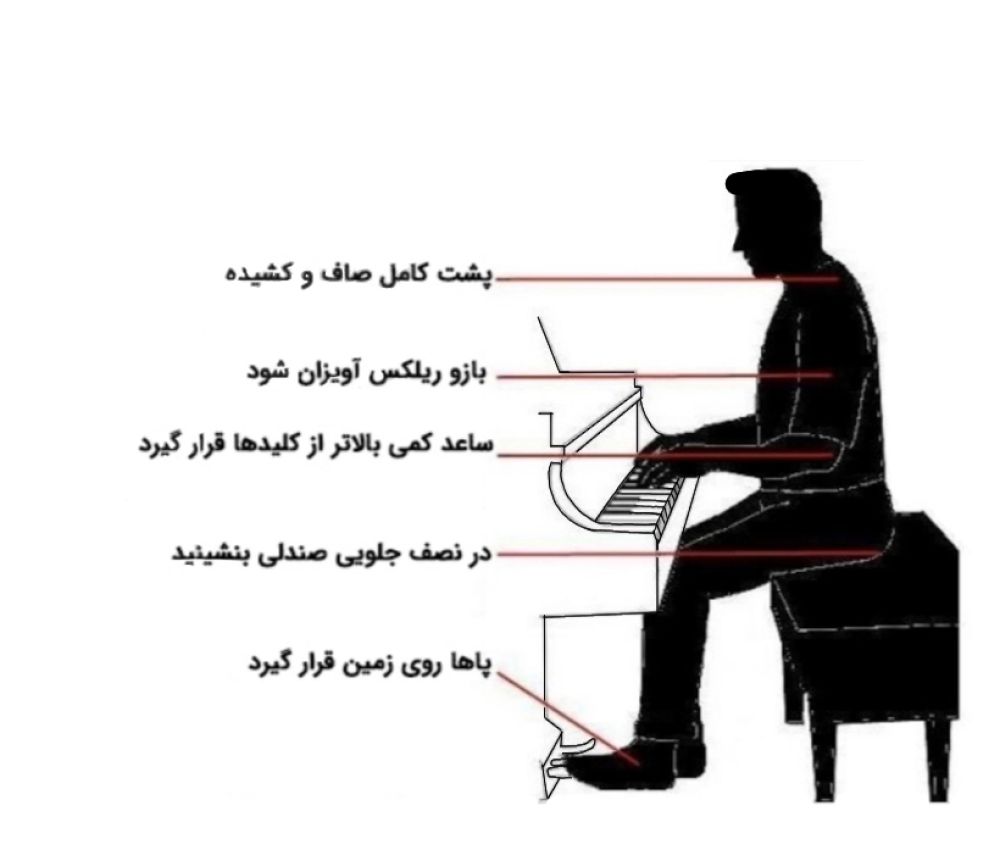 پشت کامل صاف و کشیده
بازو ریلکس آویزان شود
ساعد کمی بالاتر از کلیدها قرار گیرد
در نصف جلویی صندلی بنشینید
پاها روی زمین قرار گیرد